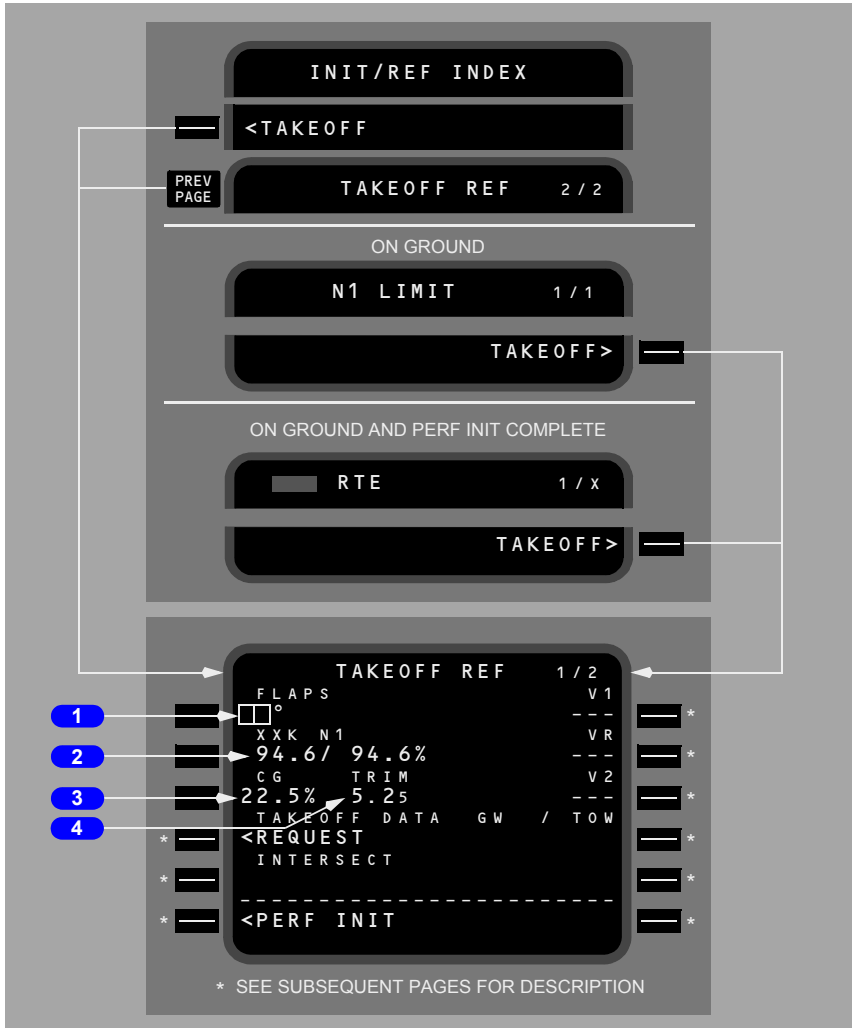 INIT/REF INDEX
<TAKEOFF
PREV PAGE
TAKEOFF REF 2/2
ON GROUND
N1 LIMIT 1/1
TAKEOFF>
ON GROUND AND PERF INIT COMPLETE
RTE 1/X
TAKEOFF>
TAKEOFF REF 1/2
FLAPS V1
1 □□° --- *
XXK N1 VR
2 94.6/ 94.6% --- *
CG TRIM V2
3 22.5% 5.25 --- *
4 TAKEOFF DATA GW / TOW
* <REQUEST *
INTERSECT
* *
--------------------------
* <PERF INIT *
* SEE SUBSEQUENT PAGES FOR DESCRIPTION